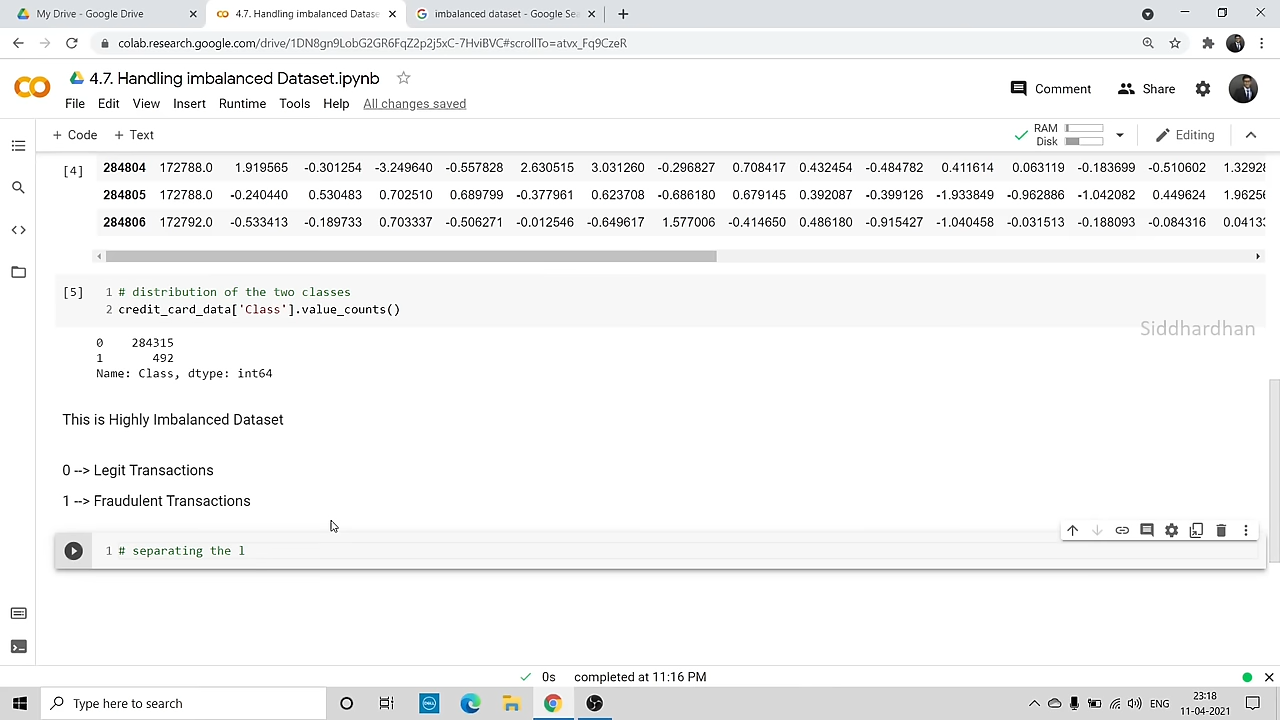 My Drive - Google Drive
4.7. Handling imbalanced Datase
imbalanced dataset - Google Sea
colab.research.google.com/drive/1DN8gn9LobG2GR6FqZ2p2j5xC-7HviBVC#scrollTo=atvx_Fq9CzeR
4.7. Handling imbalanced Dataset.ipynb
Comment
Share
File Edit View Insert Runtime Tools Help All changes saved
+ Code + Text
RAM
Disk
Editing
[4] 284804 172788.0 1.919565 -0.301254 -3.249640 -0.557828 2.630515 3.031260 -0.296827 0.708417 0.432454 -0.484782 0.411614 0.063119 -0.183699 -0.510602 1.32928
284805 172788.0 -0.240440 0.530483 0.702510 0.689799 -0.377961 0.623708 -0.686180 0.679145 0.392087 -0.399126 -1.933849 -0.962886 -1.042082 0.449624 1.96256
284806 172792.0 -0.533413 -0.189733 0.703337 -0.506271 -0.012546 -0.649617 1.577006 -0.414650 0.486180 -0.915427 -1.040458 -0.031513 -0.188093 -0.084316 0.04133
[5] 1 # distribution of the two classes
2 credit_card_data['Class'].value_counts()
Siddhardhan
0 284315
1 492
Name: Class, dtype: int64
This is Highly Imbalanced Dataset
0 --> Legit Transactions
1 --> Fraudulent Transactions
1 # separating the l
0s completed at 11:16 PM
Type here to search
DELL
ENG
23:18
11-04-2021